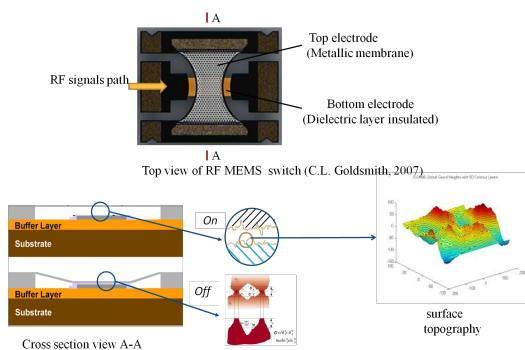 A
Top electrode
(Metallic membrane)
RF signals path
Bottom electrode
(Dielectric layer insulated)
A
Top view of RF MEMS switch (C.L. Goldsmith, 2007)
On
Buffer Layer
Substrate
Off
Buffer Layer
Substrate
Cross section view A-A
surface
topography